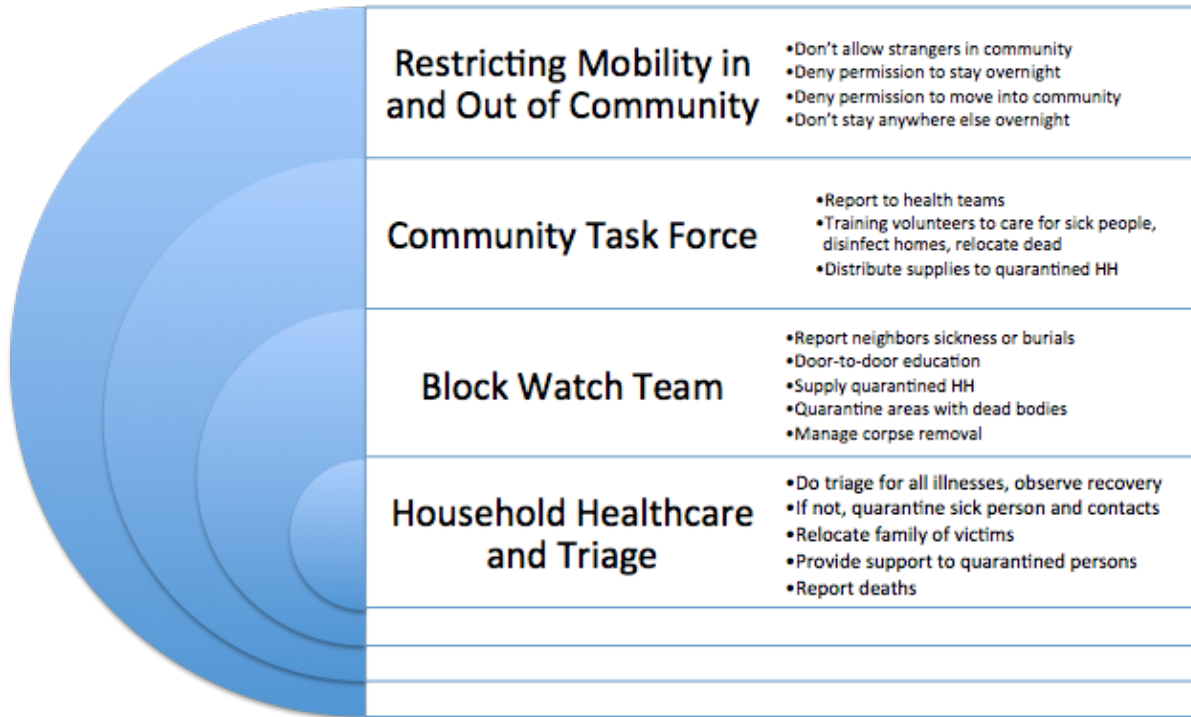 Restricting Mobility in
and Out of Community
•Don't allow strangers in community
•Deny permission to stay overnight
•Deny permission to move into community
•Don't stay anywhere else overnight
Community Task Force
•Report to health teams
•Training volunteers to care for sick people,
disinfect homes, relocate dead
•Distribute supplies to quarantined HH
Block Watch Team
•Report neighbors sickness or burials
•Door-to-door education
•Supply quarantined HH
•Quarantine areas with dead bodies
•Manage corpse removal
Household Healthcare
and Triage
•Do triage for all illnesses, observe recovery
•If not, quarantine sick person and contacts
•Relocate family of victims
•Provide support to quarantined persons
•Report deaths